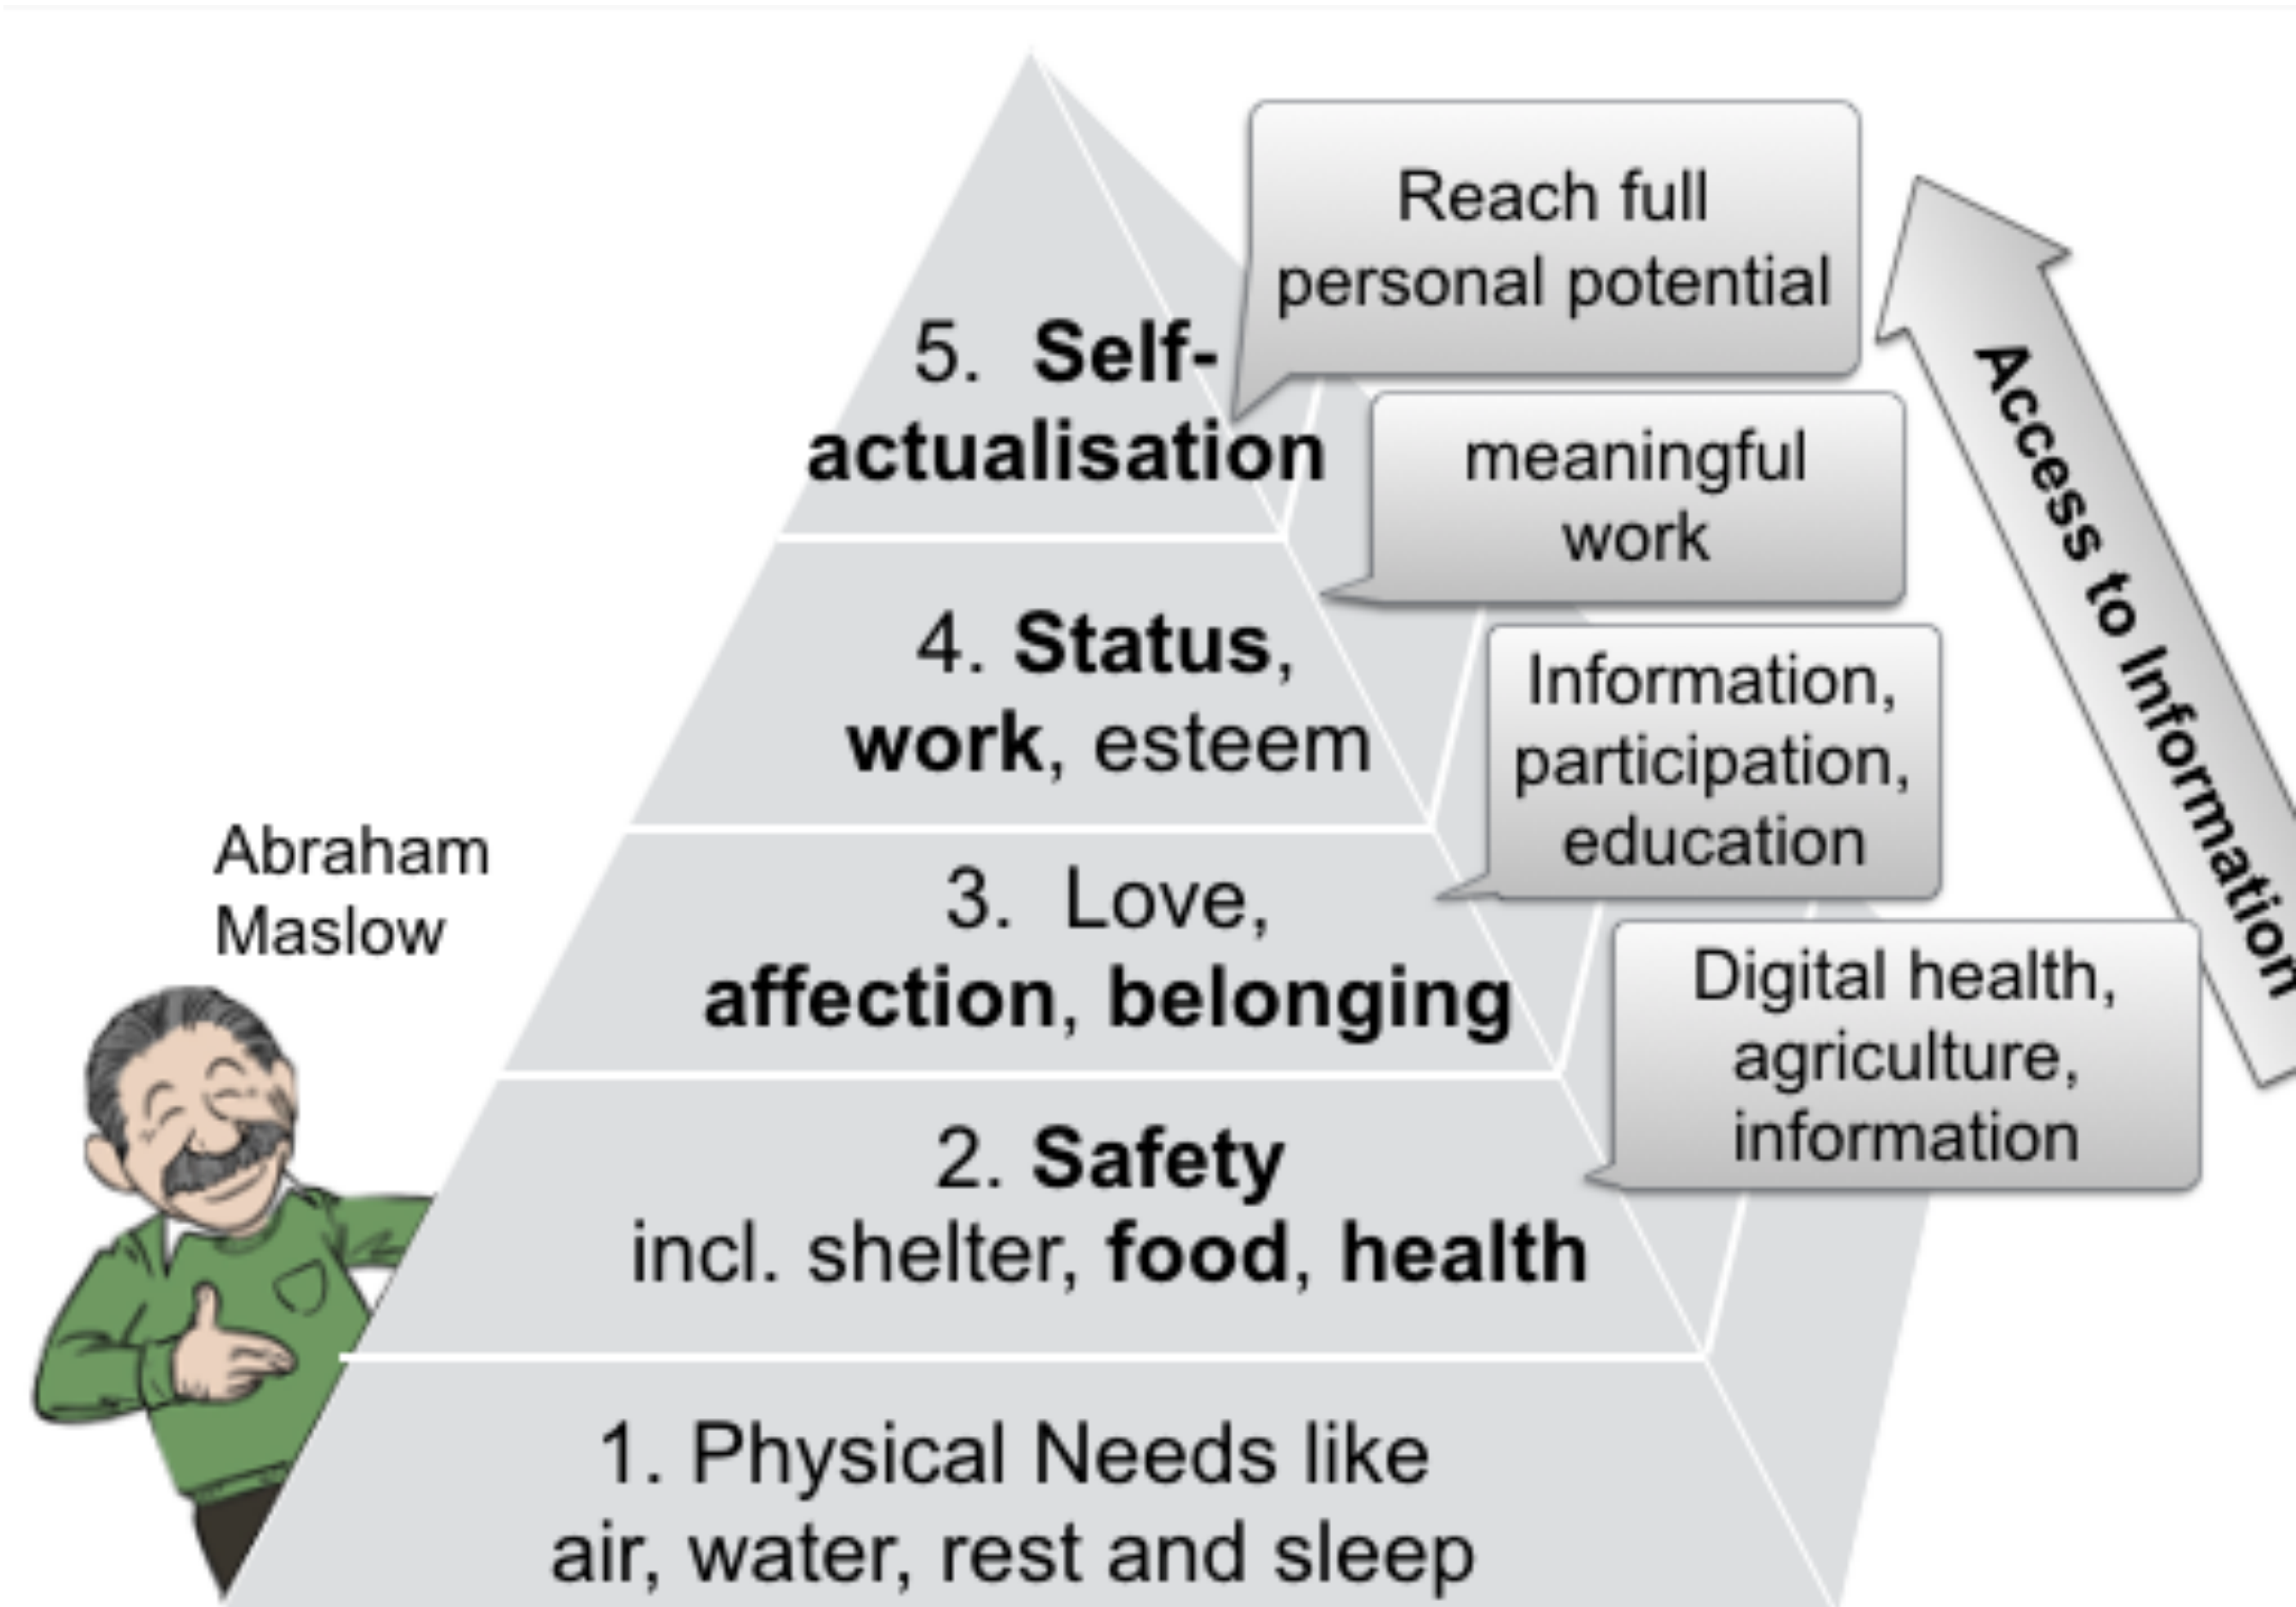 Reach full
personal potential
5. Self-
actualisation
meaningful
work
4. Status,
work, esteem
Information,
participation,
education
Access to Information
Abraham
Maslow
3. Love,
affection, belonging
Digital health,
agriculture,
information
2. Safety
incl. shelter, food, health
1. Physical Needs like
air, water, rest and sleep